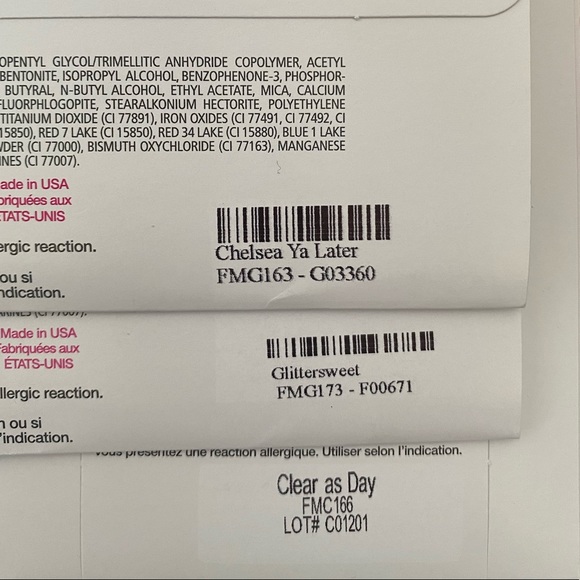 OPENTYL GLYCOL/TRIMELLITIC ANHYDRIDE COPOLYMER, ACETYL
BENTONITE, ISOPROPYL ALCOHOL, BENZOPHENONE-3, PHOSPHOR-
BUTYRAL, N-BUTYL ALCOHOL, ETHYL ACETATE, MICA, CALCIUM
FLUORPHLOGOPITE, STEARALKONIUM HECTORITE, POLYETHYLENE
TITANIUM DIOXIDE (CI 77891), IRON OXIDES (CI 77491, CI 77492, CI
15850), RED 7 LAKE (CI 15850), RED 34 LAKE (CI 15880), BLUE 1 LAKE
WDER (CI 77000), BISMUTH OXYCHLORIDE (CI 77163), MANGANESE
INES (CI 77007).
ade in USA
briquées aux
ÉTATS-UNIS
ergic reaction.
ou si
ndication.
Chelsea Ya Later
FMG163 - G03360
Made in USA
Fabriquées aux
ÉTATS-UNIS
llergic reaction.
n ou si
l'indication.
Glittersweet
FMG173 - F00671
vous présentez une réaction allergique. Utiliser selon l'indication.
Clear as Day
FMC166
LOT# C01201